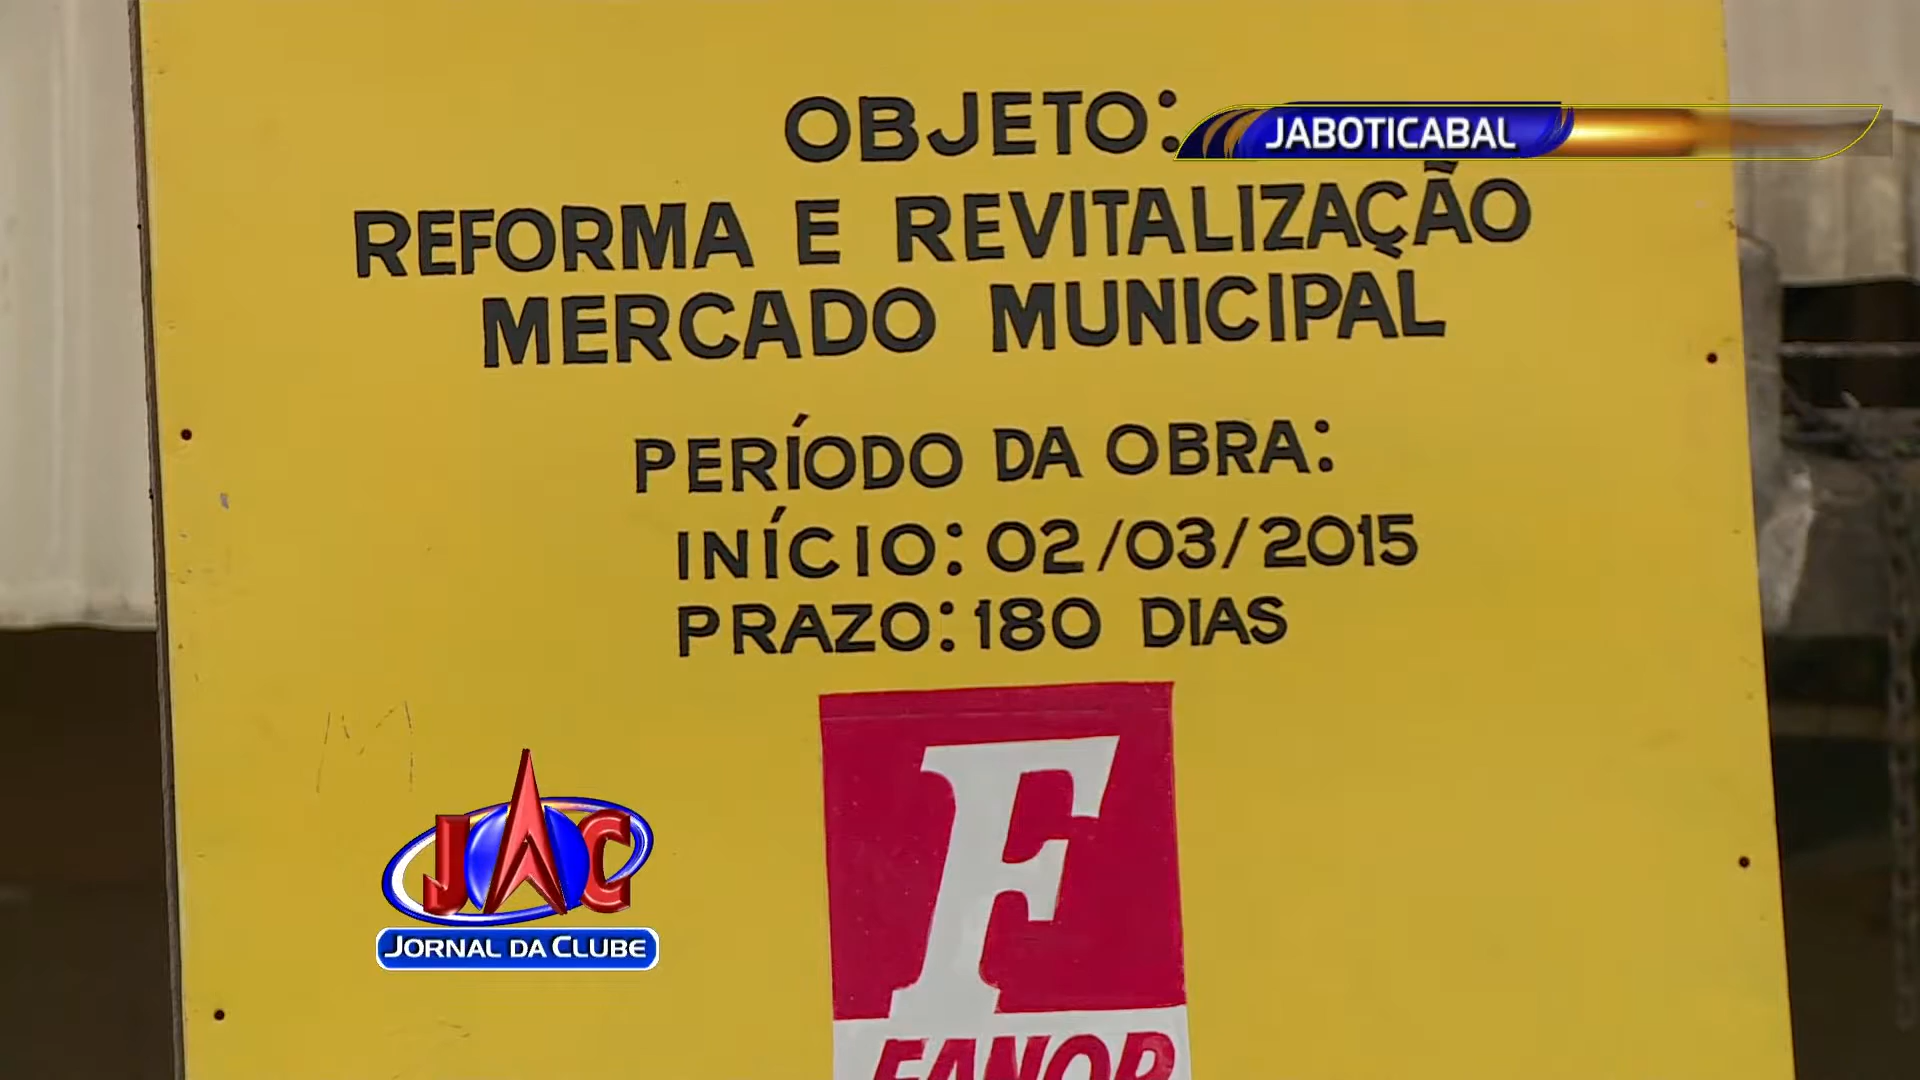 OBJETO:
JABOTICABAL
REFORMA E REVITALIZAÇÃO
MERCADO MUNICIPAL
PERÍODO DA OBRA:
INÍCIO: 02/03/2015
PRAZO: 180 DIAS
F
JAC
JORNAL DA CLUBE